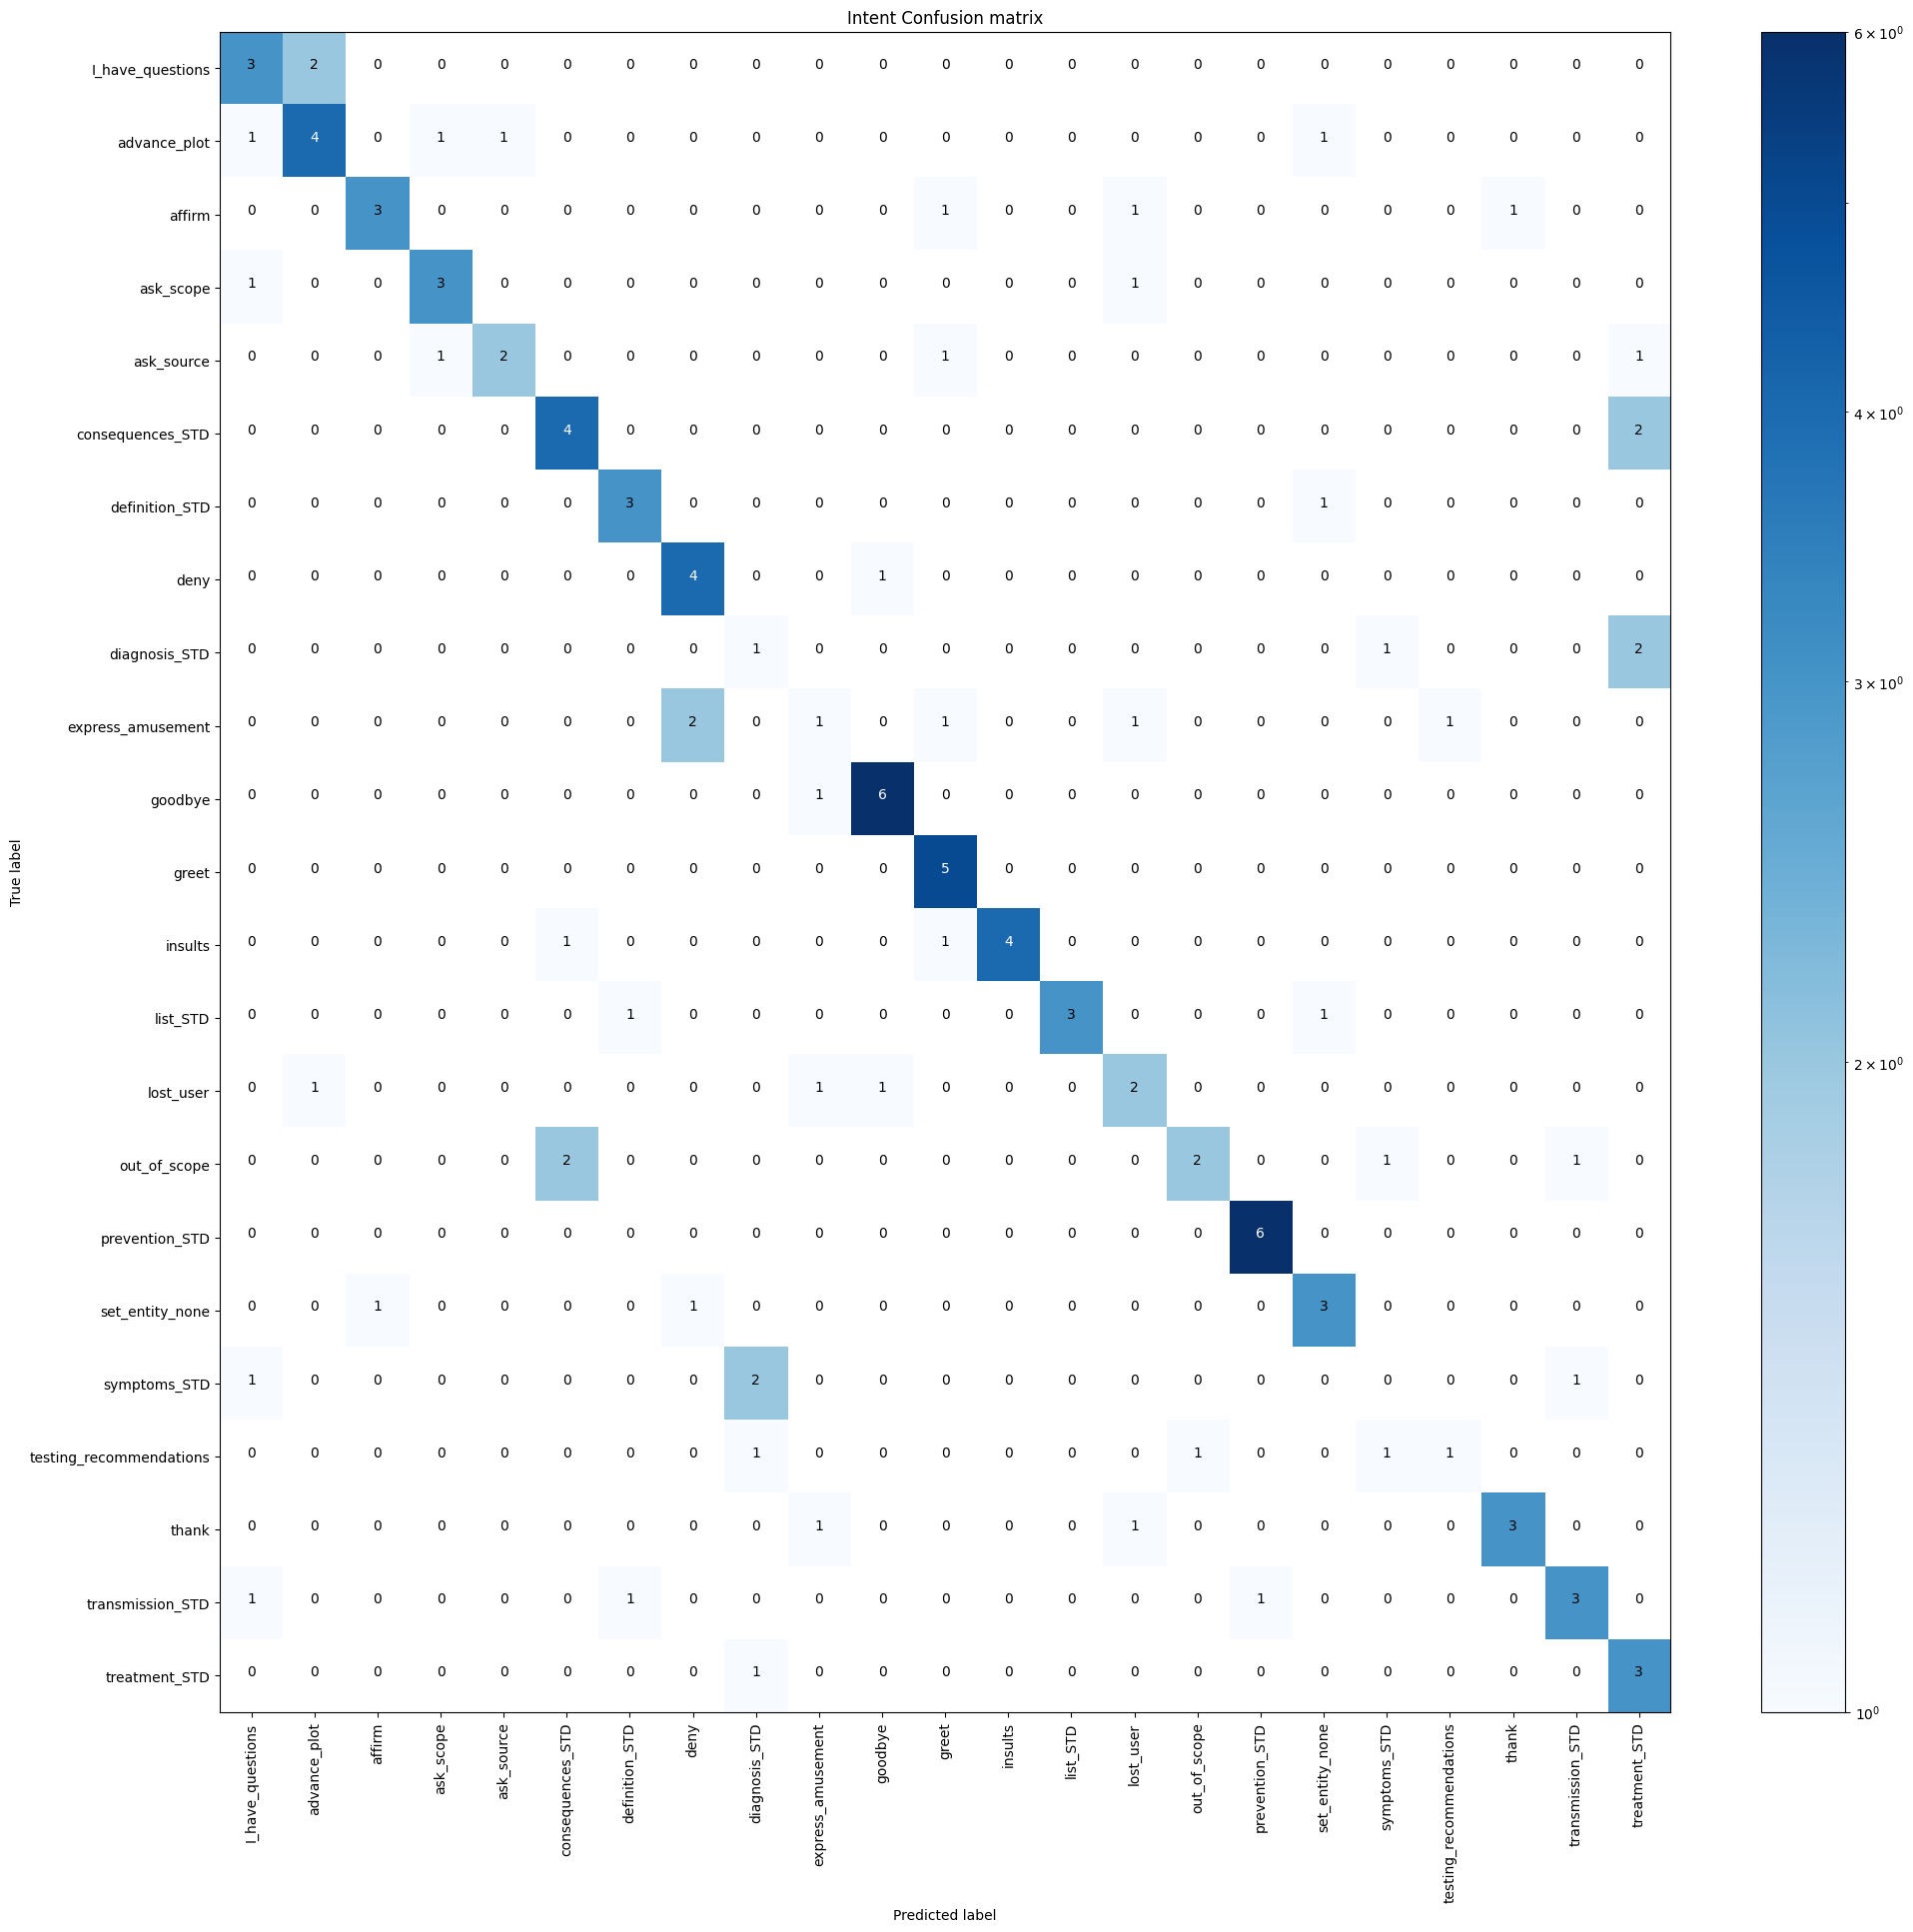 Intent Confusion matrix
I_have_questions 3 2 0 0 0 0 0 0 0 0 0 0 0 0 0 0 0 0 0 0 0 0 0
advance_plot 1 4 0 1 1 0 0 0 0 0 0 0 0 0 0 0 0 1 0 0 0 0 0
affirm 0 0 3 0 0 0 0 0 0 0 0 1 0 0 1 0 0 0 0 0 1 0 0
ask_scope 1 0 0 3 0 0 0 0 0 0 0 0 0 0 1 0 0 0 0 0 0 0 0
ask_source 0 0 0 1 2 0 0 0 0 0 0 1 0 0 0 0 0 0 0 0 0 0 1
consequences_STD 0 0 0 0 0 4 0 0 0 0 0 0 0 0 0 0 0 0 0 0 0 0 2
definition_STD 0 0 0 0 0 0 3 0 0 0 0 0 0 0 0 0 0 1 0 0 0 0 0
deny 0 0 0 0 0 0 0 4 0 0 1 0 0 0 0 0 0 0 0 0 0 0 0
diagnosis_STD 0 0 0 0 0 0 0 0 1 0 0 0 0 0 0 0 0 0 1 0 0 0 2
express_amusement 0 0 0 0 0 0 0 2 0 1 0 1 0 0 1 0 0 0 0 1 0 0 0
goodbye 0 0 0 0 0 0 0 0 0 1 6 0 0 0 0 0 0 0 0 0 0 0 0
greet 0 0 0 0 0 0 0 0 0 0 0 5 0 0 0 0 0 0 0 0 0 0 0
insults 0 0 0 0 0 1 0 0 0 0 0 1 4 0 0 0 0 0 0 0 0 0 0
list_STD 0 0 0 0 0 0 1 0 0 0 0 0 0 3 0 0 0 1 0 0 0 0 0
lost_user 0 1 0 0 0 0 0 0 0 1 1 0 0 0 2 0 0 0 0 0 0 0 0
out_of_scope 0 0 0 0 0 2 0 0 0 0 0 0 0 0 0 2 0 0 1 0 0 1 0
prevention_STD 0 0 0 0 0 0 0 0 0 0 0 0 0 0 0 0 6 0 0 0 0 0 0
set_entity_none 0 0 1 0 0 0 0 1 0 0 0 0 0 0 0 0 0 3 0 0 0 0 0
symptoms_STD 1 0 0 0 0 0 0 0 2 0 0 0 0 0 0 0 0 0 0 0 0 1 0
testing_recommendations 0 0 0 0 0 0 0 0 1 0 0 0 0 0 0 1 0 0 1 1 0 0 0
thank 0 0 0 0 0 0 0 0 0 1 0 0 0 0 1 0 0 0 0 0 3 0 0
transmission_STD 1 0 0 0 0 0 1 0 0 0 0 0 0 0 0 0 1 0 0 0 0 3 0
treatment_STD 0 0 0 0 0 0 0 0 1 0 0 0 0 0 0 0 0 0 0 0 0 0 3
True label
I_have_questions
advance_plot
affirm
ask_scope
ask_source
consequences_STD
definition_STD
deny
diagnosis_STD
express_amusement
goodbye
greet
insults
list_STD
lost_user
out_of_scope
prevention_STD
set_entity_none
symptoms_STD
testing_recommendations
thank
transmission_STD
treatment_STD
Predicted label
6 × 10⁰
4 × 10⁰
3 × 10⁰
2 × 10⁰
10⁰